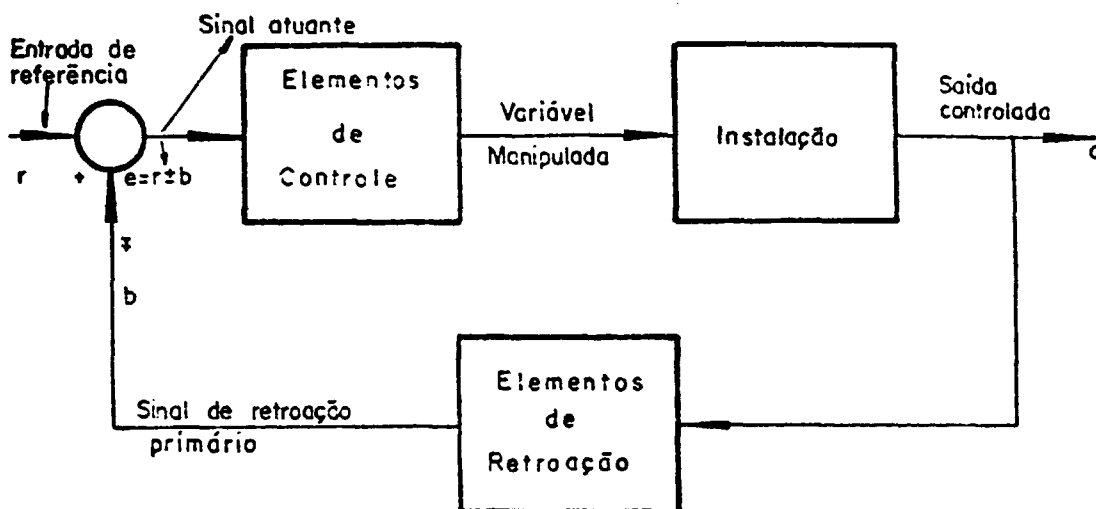 Sinal atuante
Entrada de
referência
r
+
e=r±b
∓
b
Elementos
de
Controle
Variável
Manipulada
Instalação
Saída
controlada
c
Elementos
de
Retroação
Sinal de retroação
primário